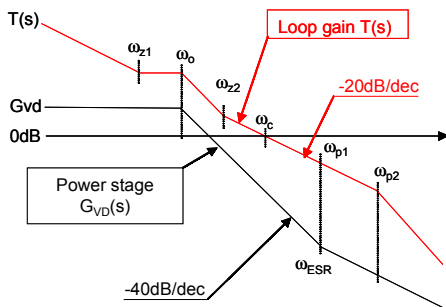 T(s)
ωz1
ωo
Loop gain T(s)
ωz2
-20dB/dec
Gvd
ωc
0dB
ωp1
ωp2
Power stage
GVD(s)
ωESR
-40dB/dec